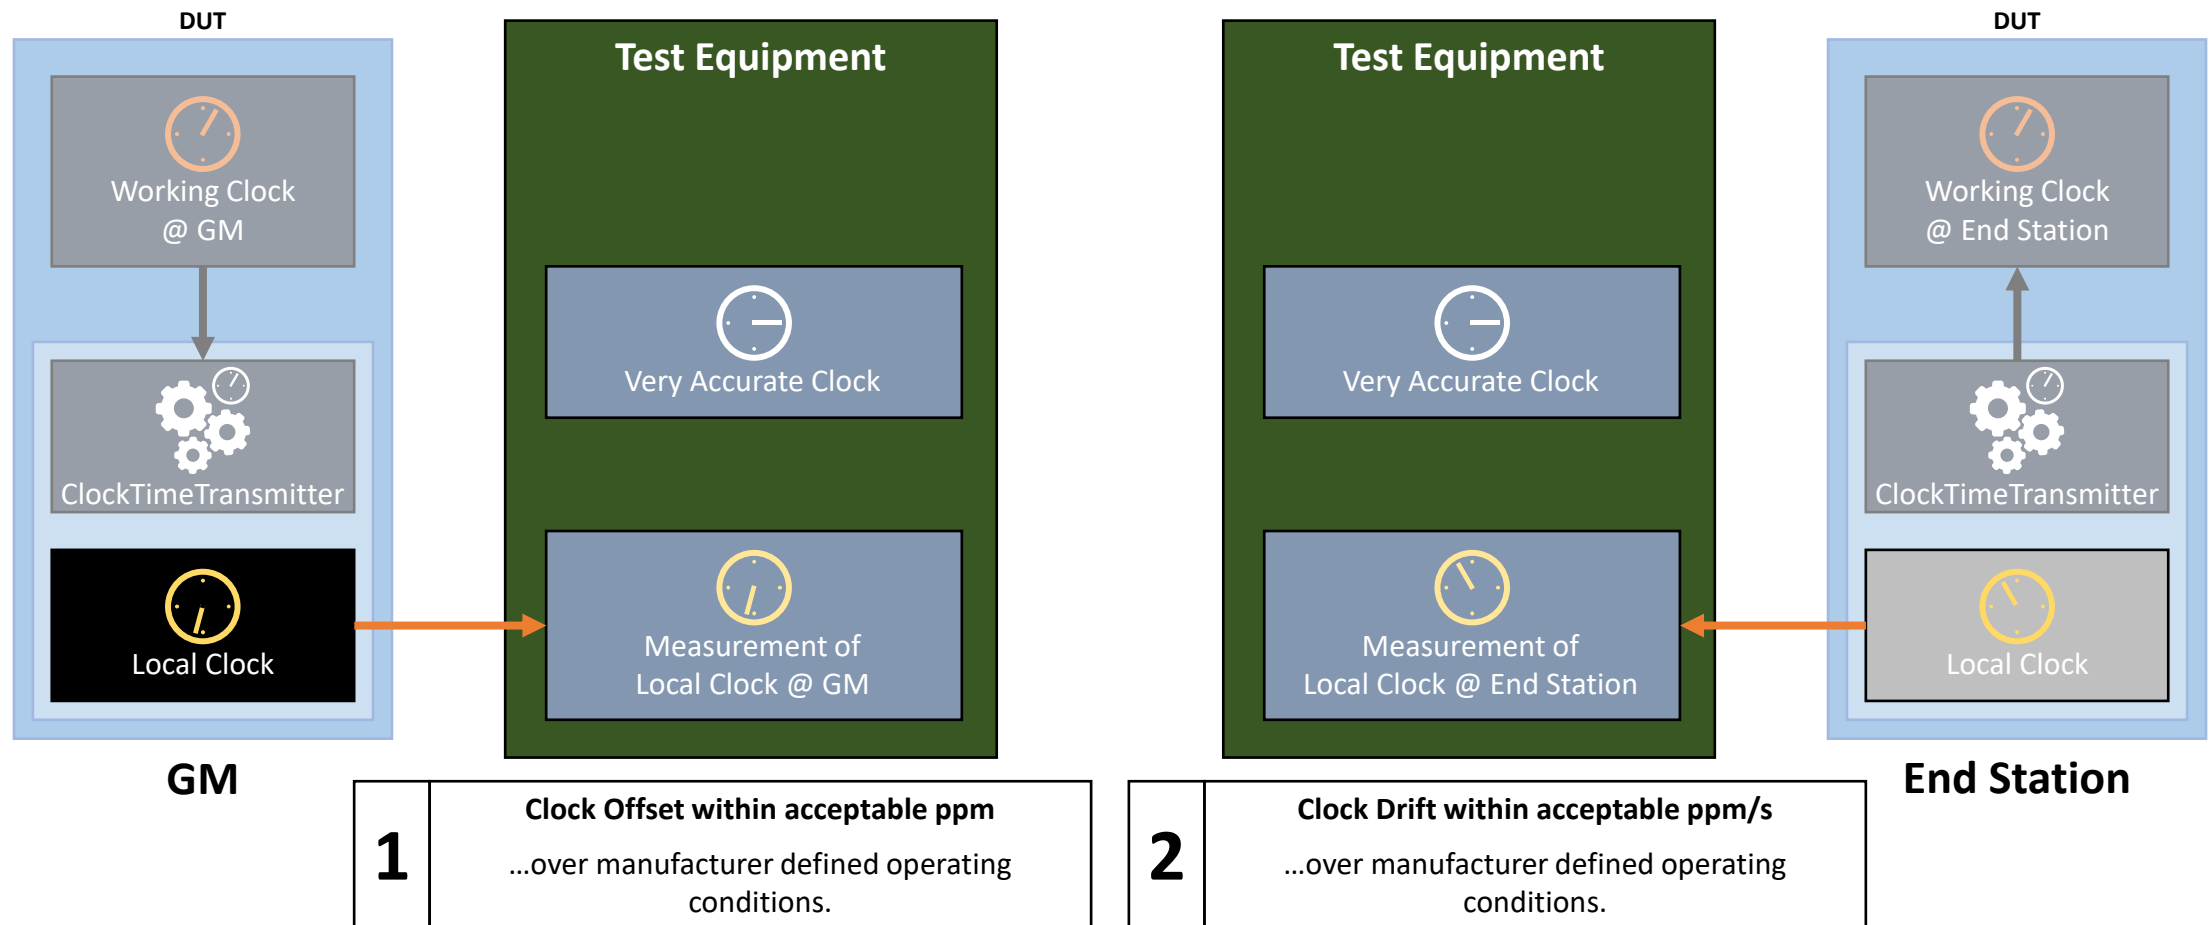 DUT
Working Clock
@ GM
ClockTimeTransmitter
Local Clock
GM
Test Equipment
Very Accurate Clock
Measurement of
Local Clock @ GM
Test Equipment
Very Accurate Clock
Measurement of
Local Clock @ End Station
DUT
Working Clock
@ End Station
ClockTimeTransmitter
Local Clock
End Station
1
Clock Offset within acceptable ppm
…over manufacturer defined operating
conditions.
2
Clock Drift within acceptable ppm/s
…over manufacturer defined operating
conditions.